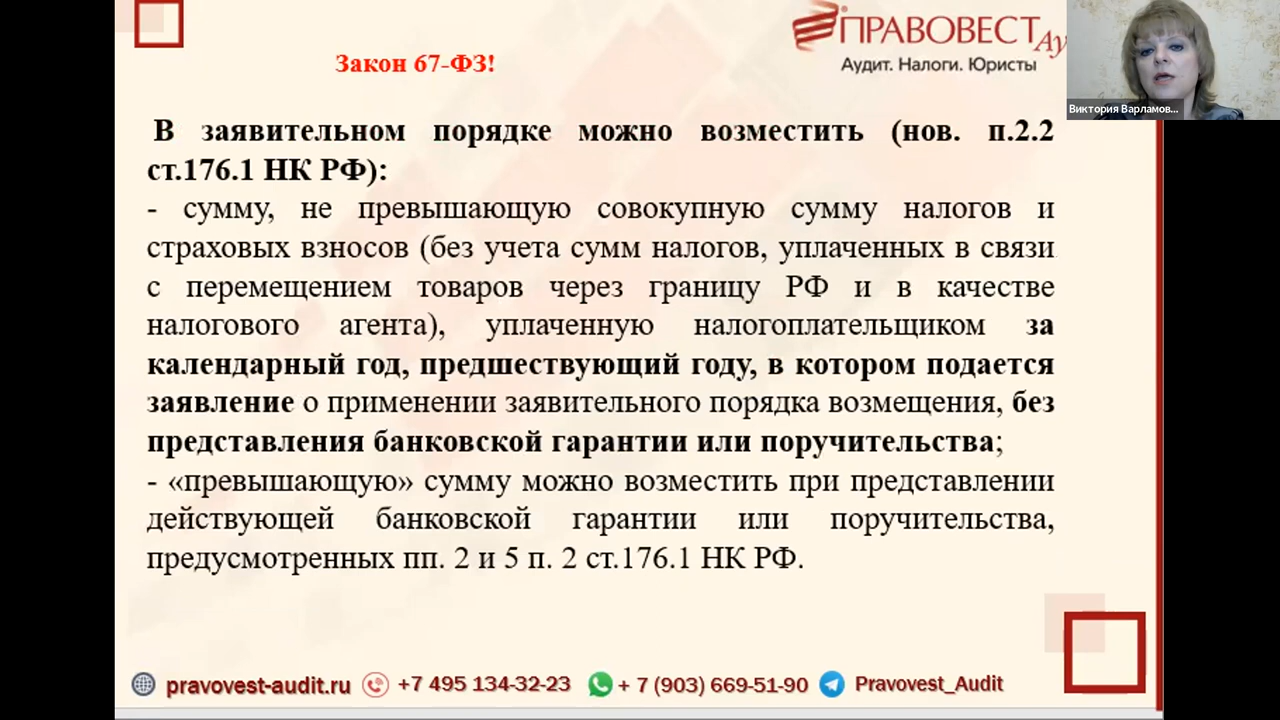 ПРАВОВЕСТ Ау
Аудит. Налоги. Юристы
Закон 67-ФЗ!
Виктория Варламов...
В заявительном порядке можно возместить (нов. п.2.2
ст.176.1 НК РФ):
- сумму, не превышающую совокупную сумму налогов и
страховых взносов (без учета сумм налогов, уплаченных в связи
с перемещением товаров через границу РФ и в качестве
налогового агента), уплаченную налогоплательщиком за
календарный год, предшествующий году, в котором подается
заявление о применении заявительного порядка возмещения, без
представления банковской гарантии или поручительства;
- «превышающую» сумму можно возместить при представлении
действующей банковской гарантии или поручительства,
предусмотренных пп. 2 и 5 п. 2 ст.176.1 НК РФ.
pravovest-audit.ru +7 495 134-32-23 + 7 (903) 669-51-90 Pravovest_Audit